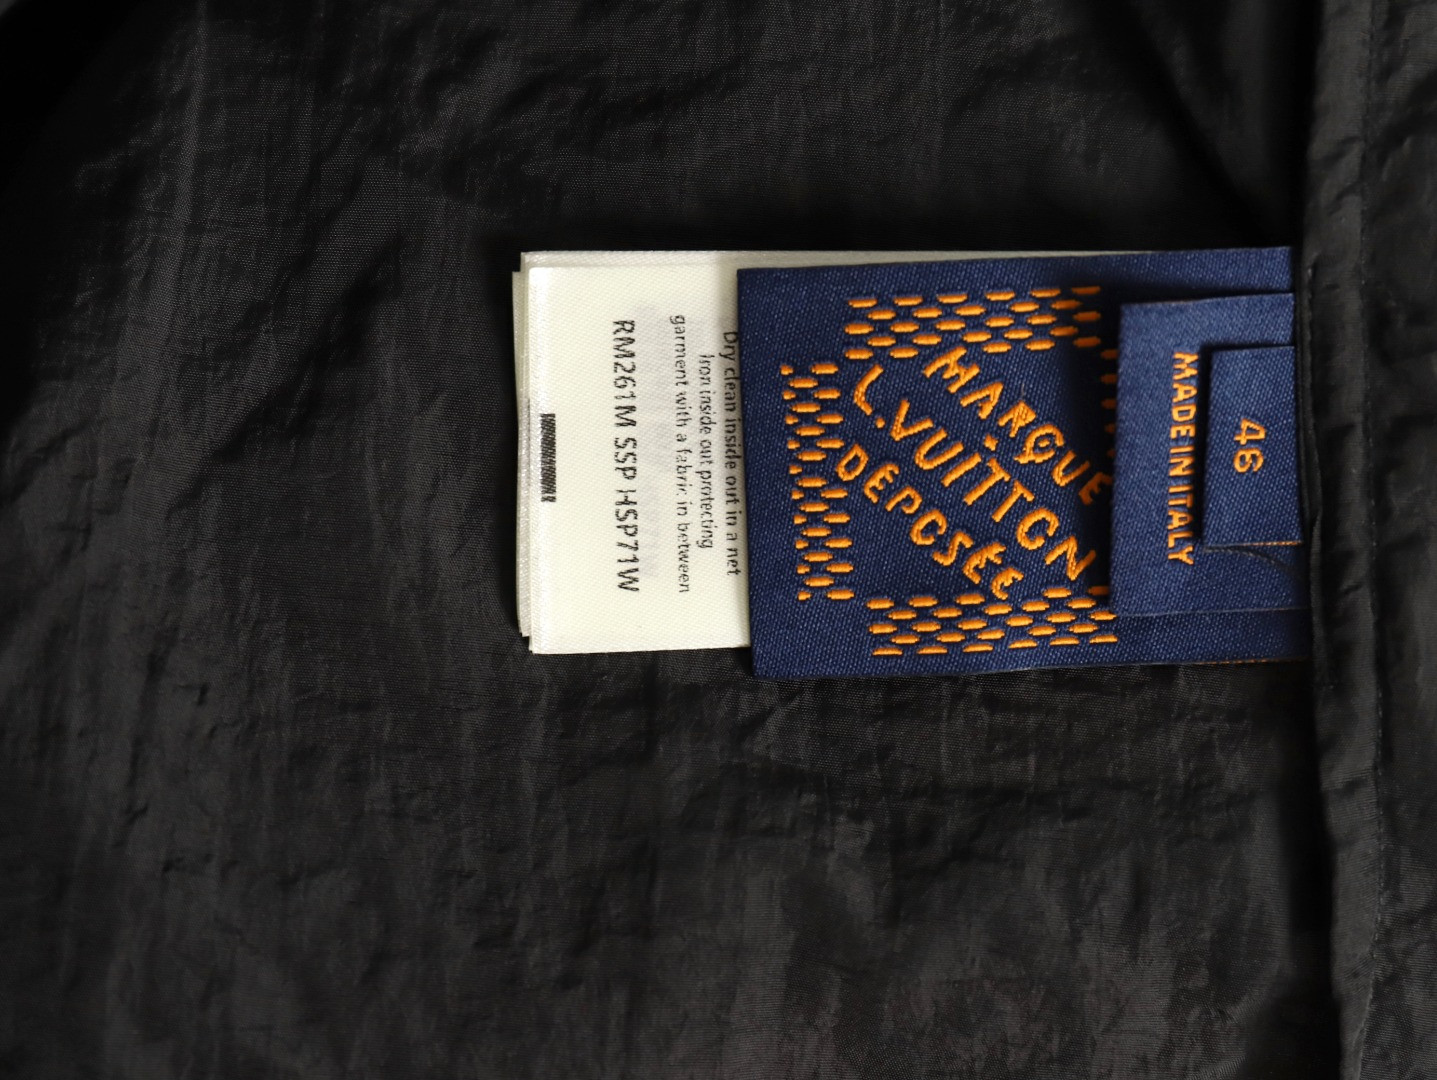 MARQUE
L.VUITTON
DÉPOSÉE
MADE IN ITALY
46
Dry clean inside out in a net
Iron inside out protecting
garment with a fabric in between
RM261M SSP HSP71W